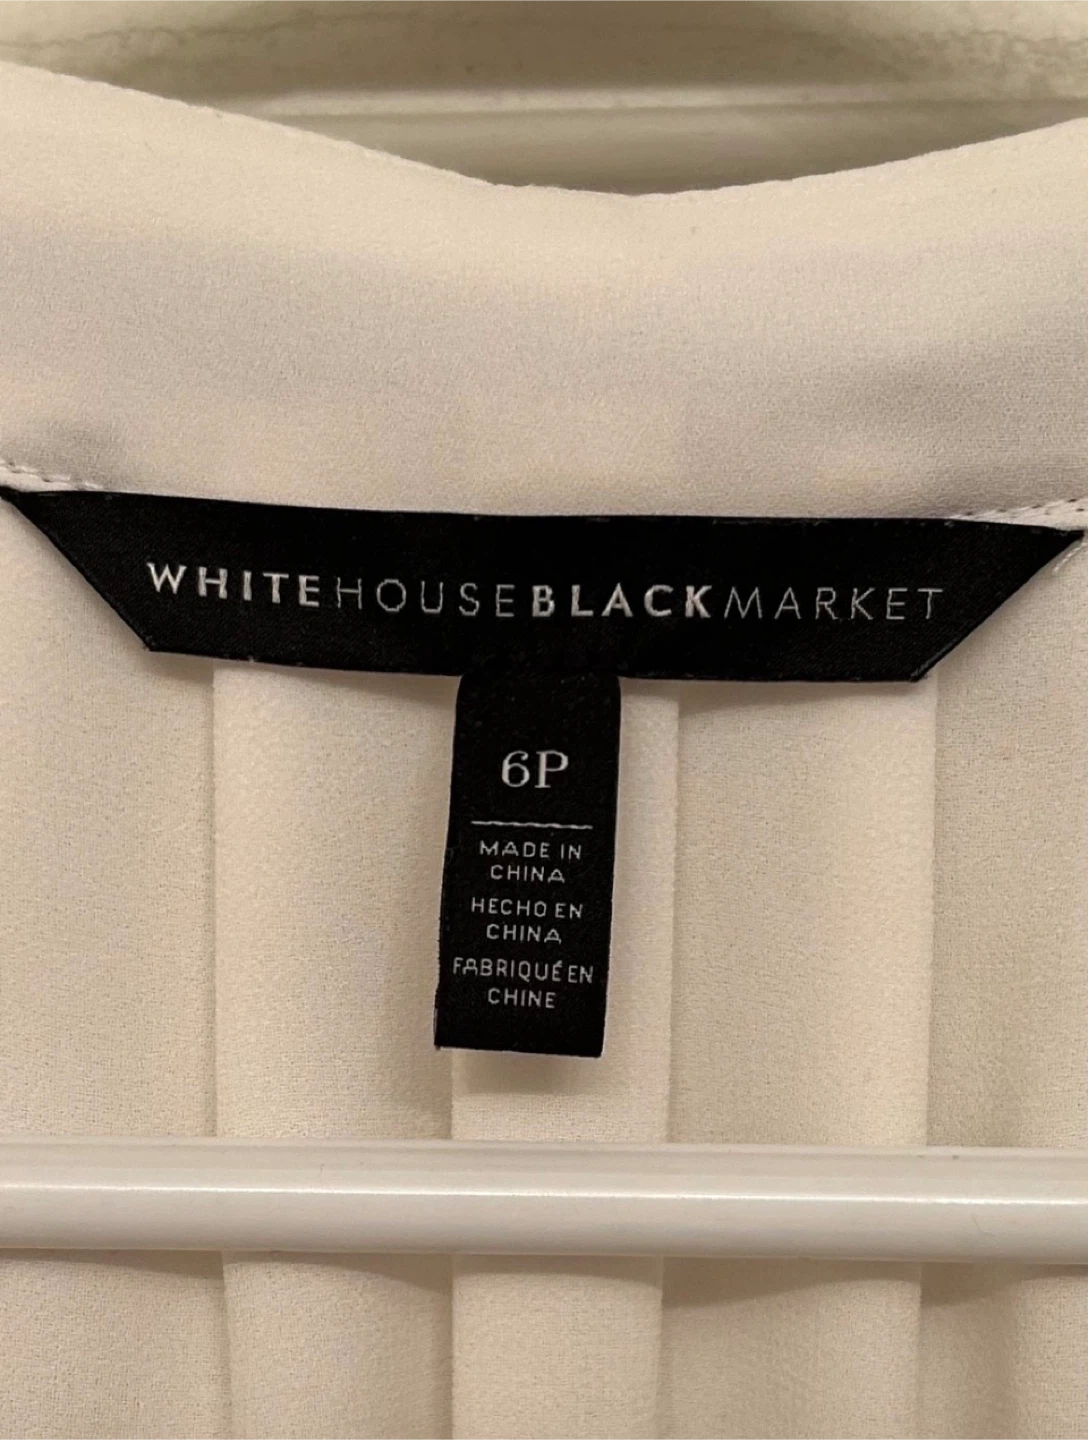 WHITEHOUSEBLACKMARKET
6P
MADE IN
CHINA
HECHO EN
CHINA
FABRIQUÉ EN
CHINE